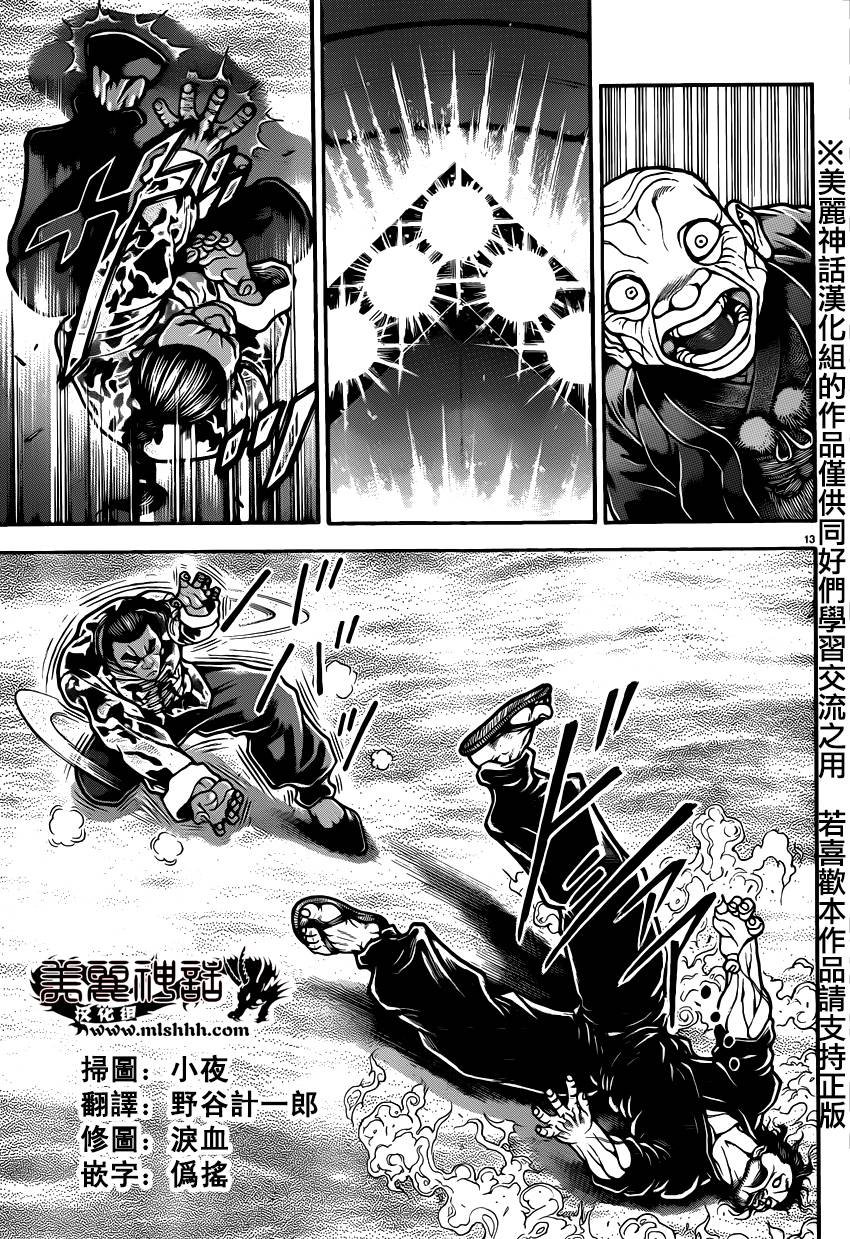 13
※美麗神話漢化組的作品僅供同好們學習交流之用 若喜歡本作品請支持正版
美麗神話
汉化组
www.mlshhh.com
掃圖：小夜
翻譯：野谷計一郎
修圖：淚血
嵌字：僞搖